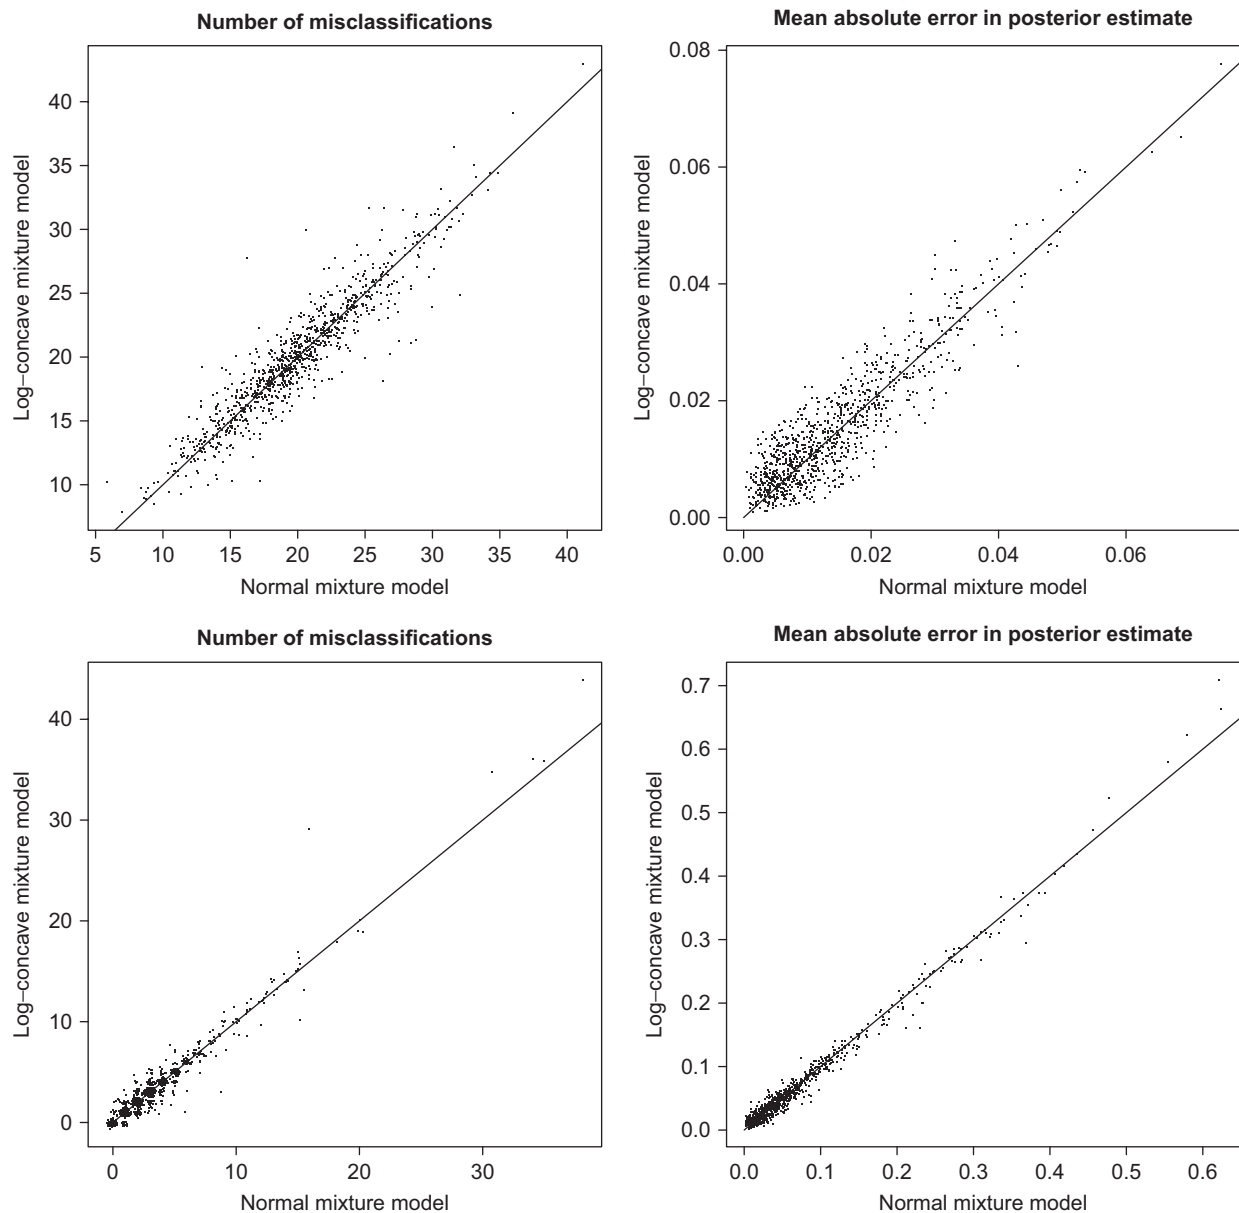 Number of misclassifications
Log–concave mixture model
40
35
30
25
20
15
10
5 10 15 20 25 30 35 40
Normal mixture model
Mean absolute error in posterior estimate
Log–concave mixture model
0.08
0.06
0.04
0.02
0.00
0.00 0.02 0.04 0.06
Normal mixture model
Number of misclassifications
Log–concave mixture model
40
30
20
10
0
0 10 20 30
Normal mixture model
Mean absolute error in posterior estimate
Log–concave mixture model
0.7
0.6
0.5
0.4
0.3
0.2
0.1
0.0
0.0 0.1 0.2 0.3 0.4 0.5 0.6
Normal mixture model